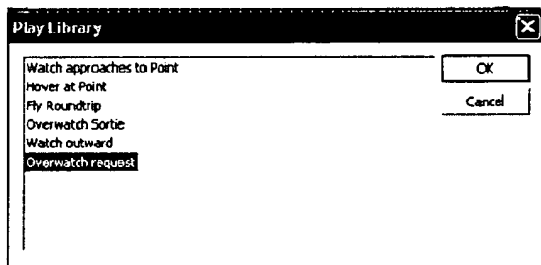 Play Library
Watch approaches to Point
OK
Hover at Point
Cancel
Fly Roundtrip
Overwatch Sortie
Watch outward
Overwatch request